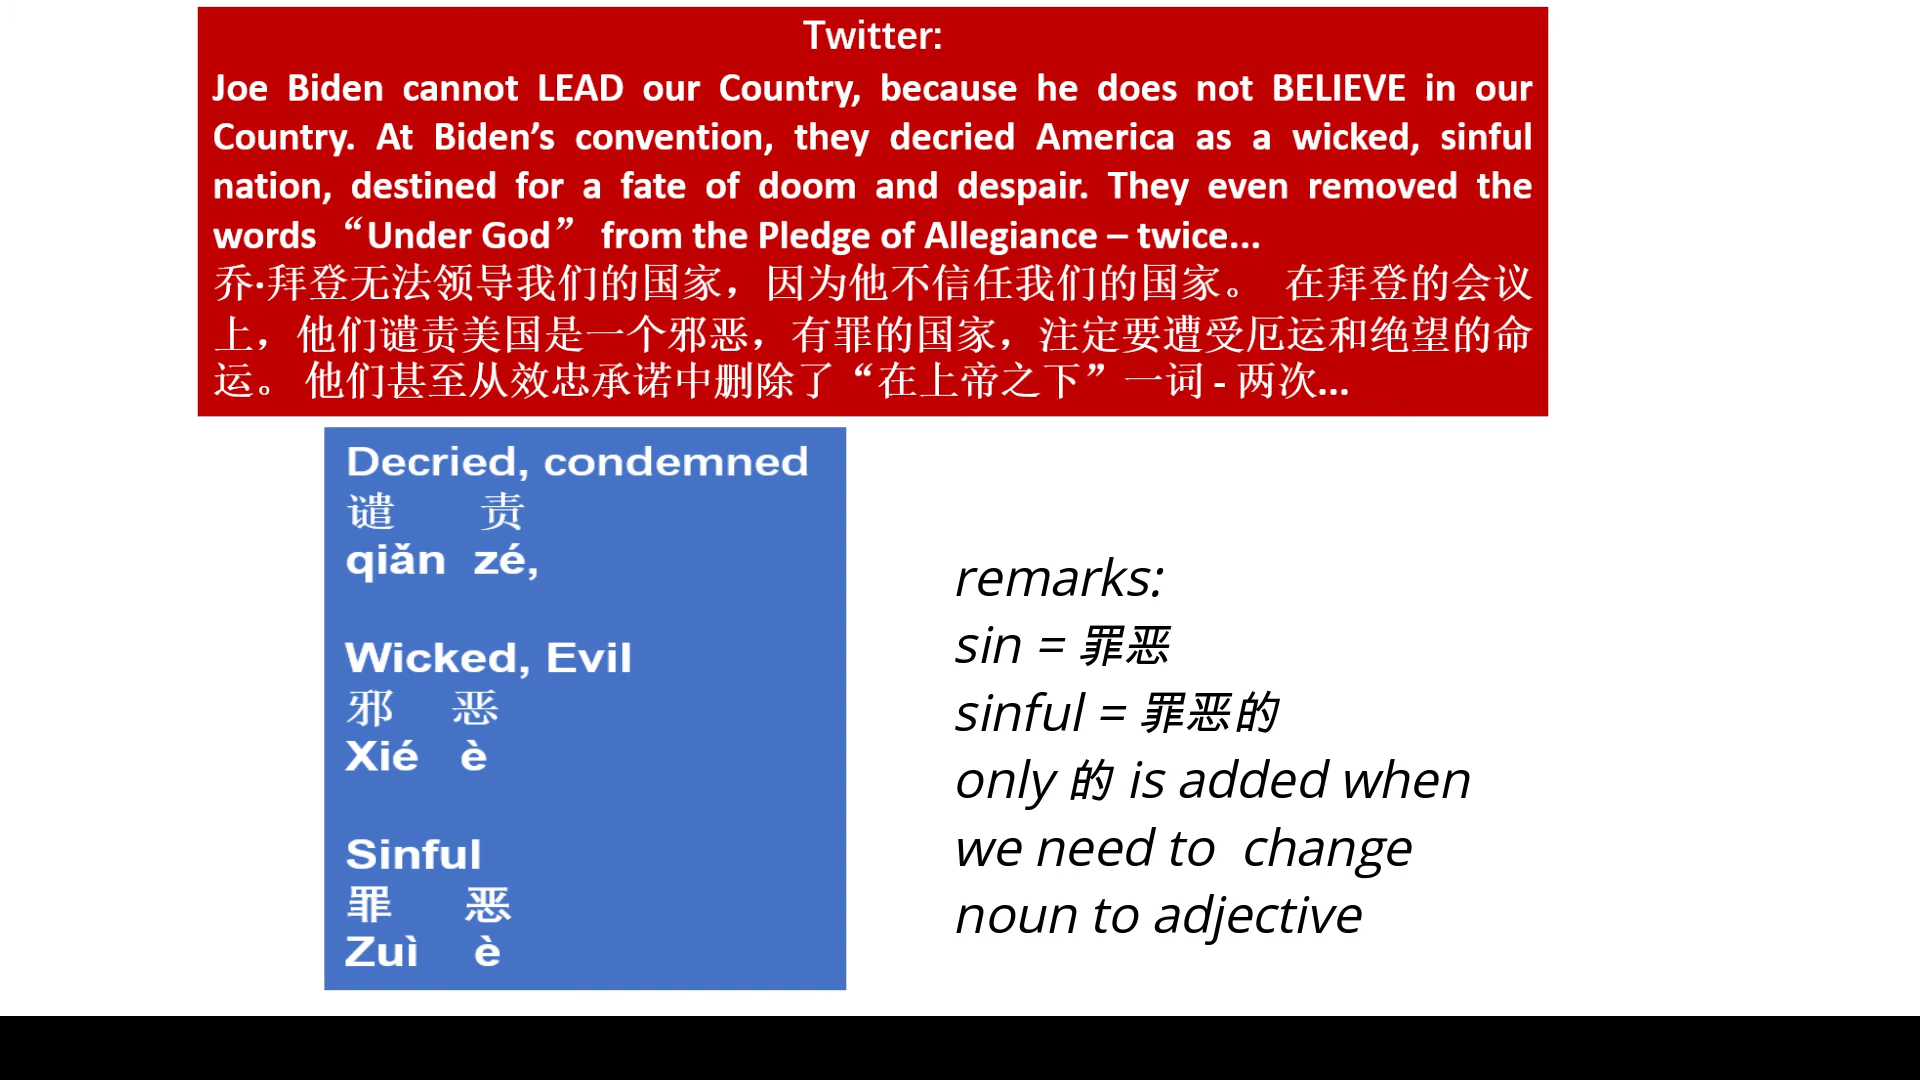 Twitter:
Joe Biden cannot LEAD our Country, because he does not BELIEVE in our
Country. At Biden’s convention, they decried America as a wicked, sinful
nation, destined for a fate of doom and despair. They even removed the
words “Under God” from the Pledge of Allegiance – twice...
乔·拜登无法领导我们的国家，因为他不信任我们的国家。 在拜登的会议
上，他们谴责美国是一个邪恶，有罪的国家，注定要遭受厄运和绝望的命
运。 他们甚至从效忠承诺中删除了“在上帝之下”一词 - 两次...
Decried, condemned
谴 责
qiǎn zé,
Wicked, Evil
邪 恶
Xié è
Sinful
罪 恶
Zuì è
remarks:
sin = 罪恶
sinful = 罪恶的
only 的 is added when
we need to change
noun to adjective